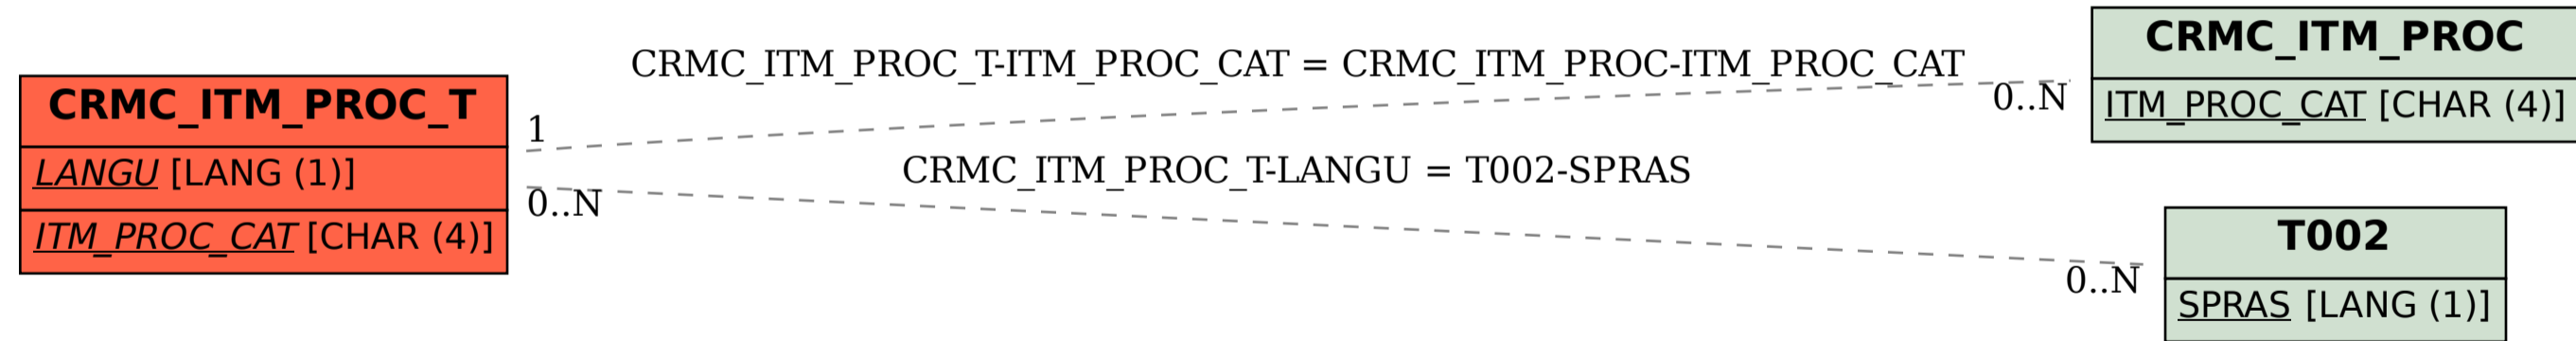 CRMC_ITM_PROC_T
LANGU [LANG (1)]
ITM_PROC_CAT [CHAR (4)]
CRMC_ITM_PROC_T-ITM_PROC_CAT = CRMC_ITM_PROC-ITM_PROC_CAT
1
0..N
CRMC_ITM_PROC
ITM_PROC_CAT [CHAR (4)]
CRMC_ITM_PROC_T-LANGU = T002-SPRAS
0..N
0..N
T002
SPRAS [LANG (1)]